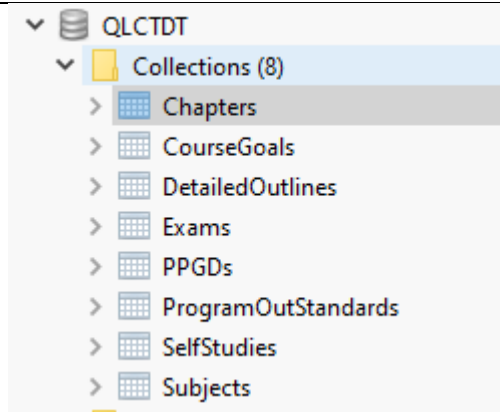 QLCTDT
Collections (8)
Chapters
CourseGoals
DetailedOutlines
Exams
PPGDs
ProgramOutStandards
SelfStudies
Subjects